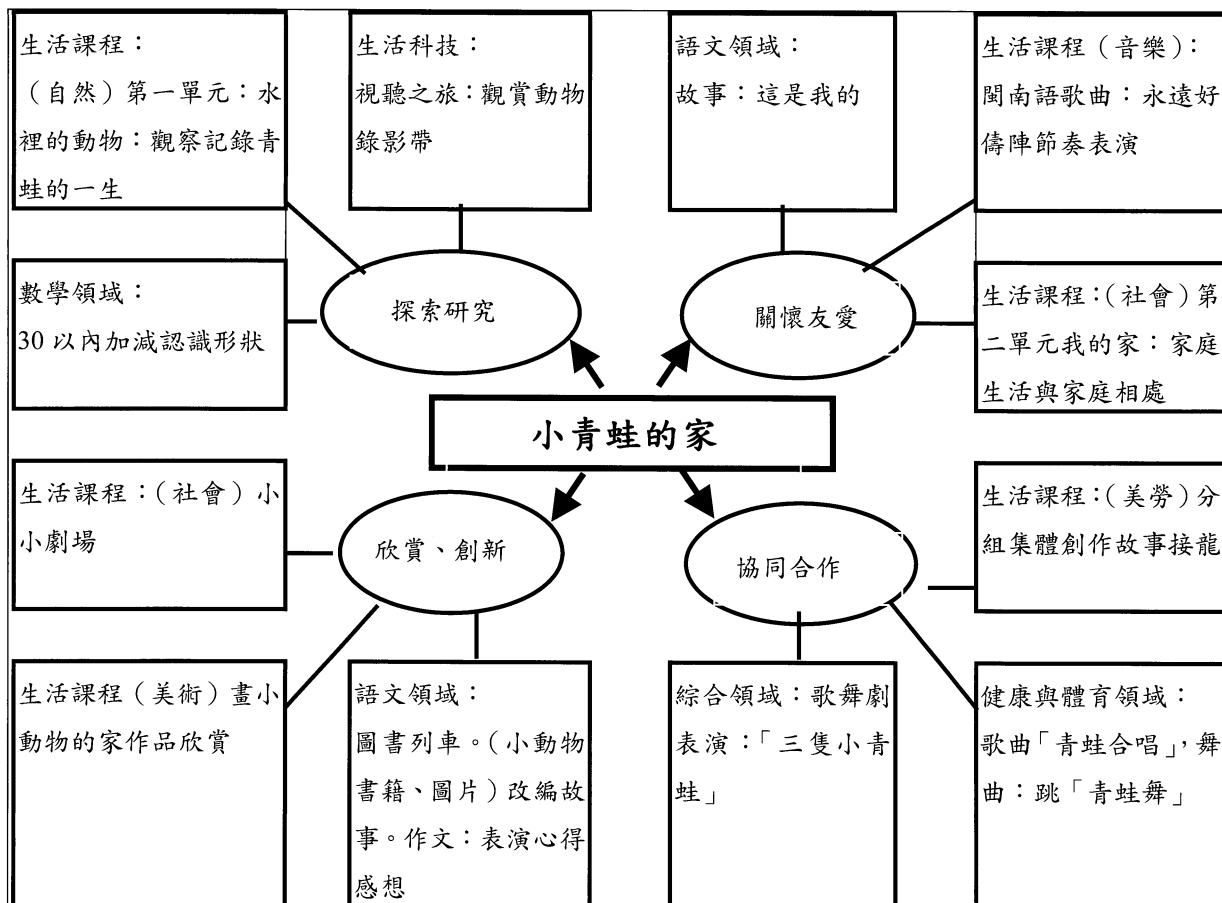 生活課程：
（自然）第一單元：水
裡的動物：觀察記錄青
蛙的一生
生活科技：
視聽之旅：觀賞動物
錄影帶
語文領域：
故事：這是我的
生活課程（音樂）：
閩南語歌曲：永遠好
儔陣節奏表演
數學領域：
30以內加減認識形狀
探索研究
關懷友愛
生活課程：（社會）第
二單元我的家：家庭
生活與家庭相處
小青蛙的家
生活課程：（社會）小
小劇場
欣賞、創新
協同合作
生活課程：（美勞）分
組集體創作故事接龍
生活課程（美術）畫小
動物的家作品欣賞
語文領域：
圖書列車。（小動物
書籍、圖片）改編故
事。作文：表演心得
感想
綜合領域：歌舞劇
表演：「三隻小青
蛙」
健康與體育領域：
歌曲「青蛙合唱」，舞
曲：跳「青蛙舞」